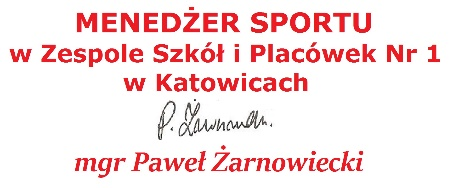 MENEDŻER SPORTU
w Zespole Szkół i Placówek Nr 1
w Katowicach
mgr Paweł Żarnowiecki